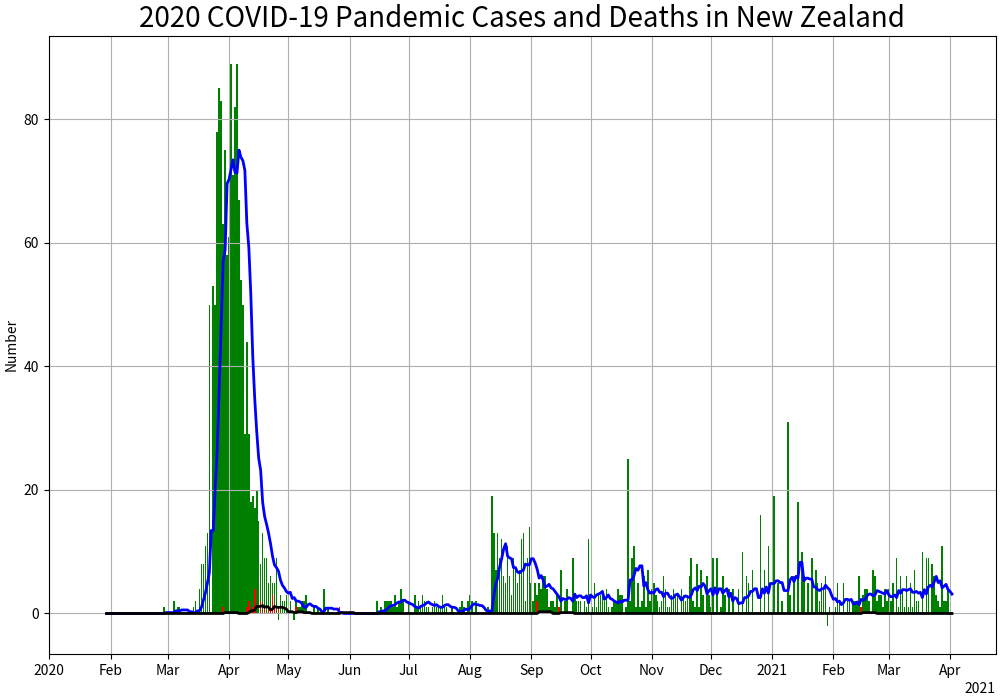 2020 COVID-19 Pandemic Cases and Deaths in New Zealand
Number
80
60
40
20
0
2020 Feb Mar Apr May Jun Jul Aug Sep Oct Nov Dec 2021 Feb Mar Apr
2021